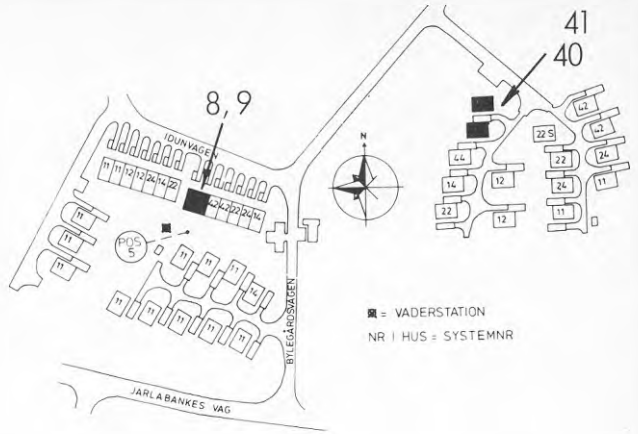 41
40
8, 9
IDUNVÄGEN
11 11 12 12 24 14 22
42 42 22 24 14
N
POS
5
11
11
11
11
11
11
14
11
11
11
11
11
BYLEGÅRDSVÄGEN
JARLABANKES VÄG
42
42
24
11
22 S
22
24
11
44
14
22
12
12
= VÄDERSTATION
NR I HUS = SYSTEMNR